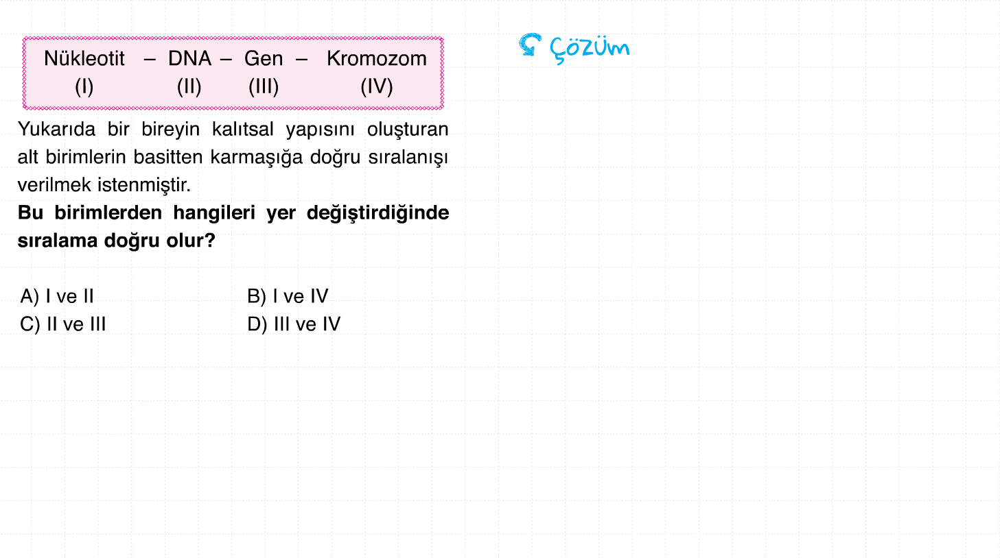 Nükleotit – DNA – Gen – Kromozom
(I) (II) (III) (IV)
Yukarıda bir bireyin kalıtsal yapısını oluşturan
alt birimlerin basitten karmaşığa doğru sıralanışı
verilmek istenmiştir.
Bu birimlerden hangileri yer değiştirdiğinde
sıralama doğru olur?
A) I ve II B) I ve IV
C) II ve III D) III ve IV
Çözüm